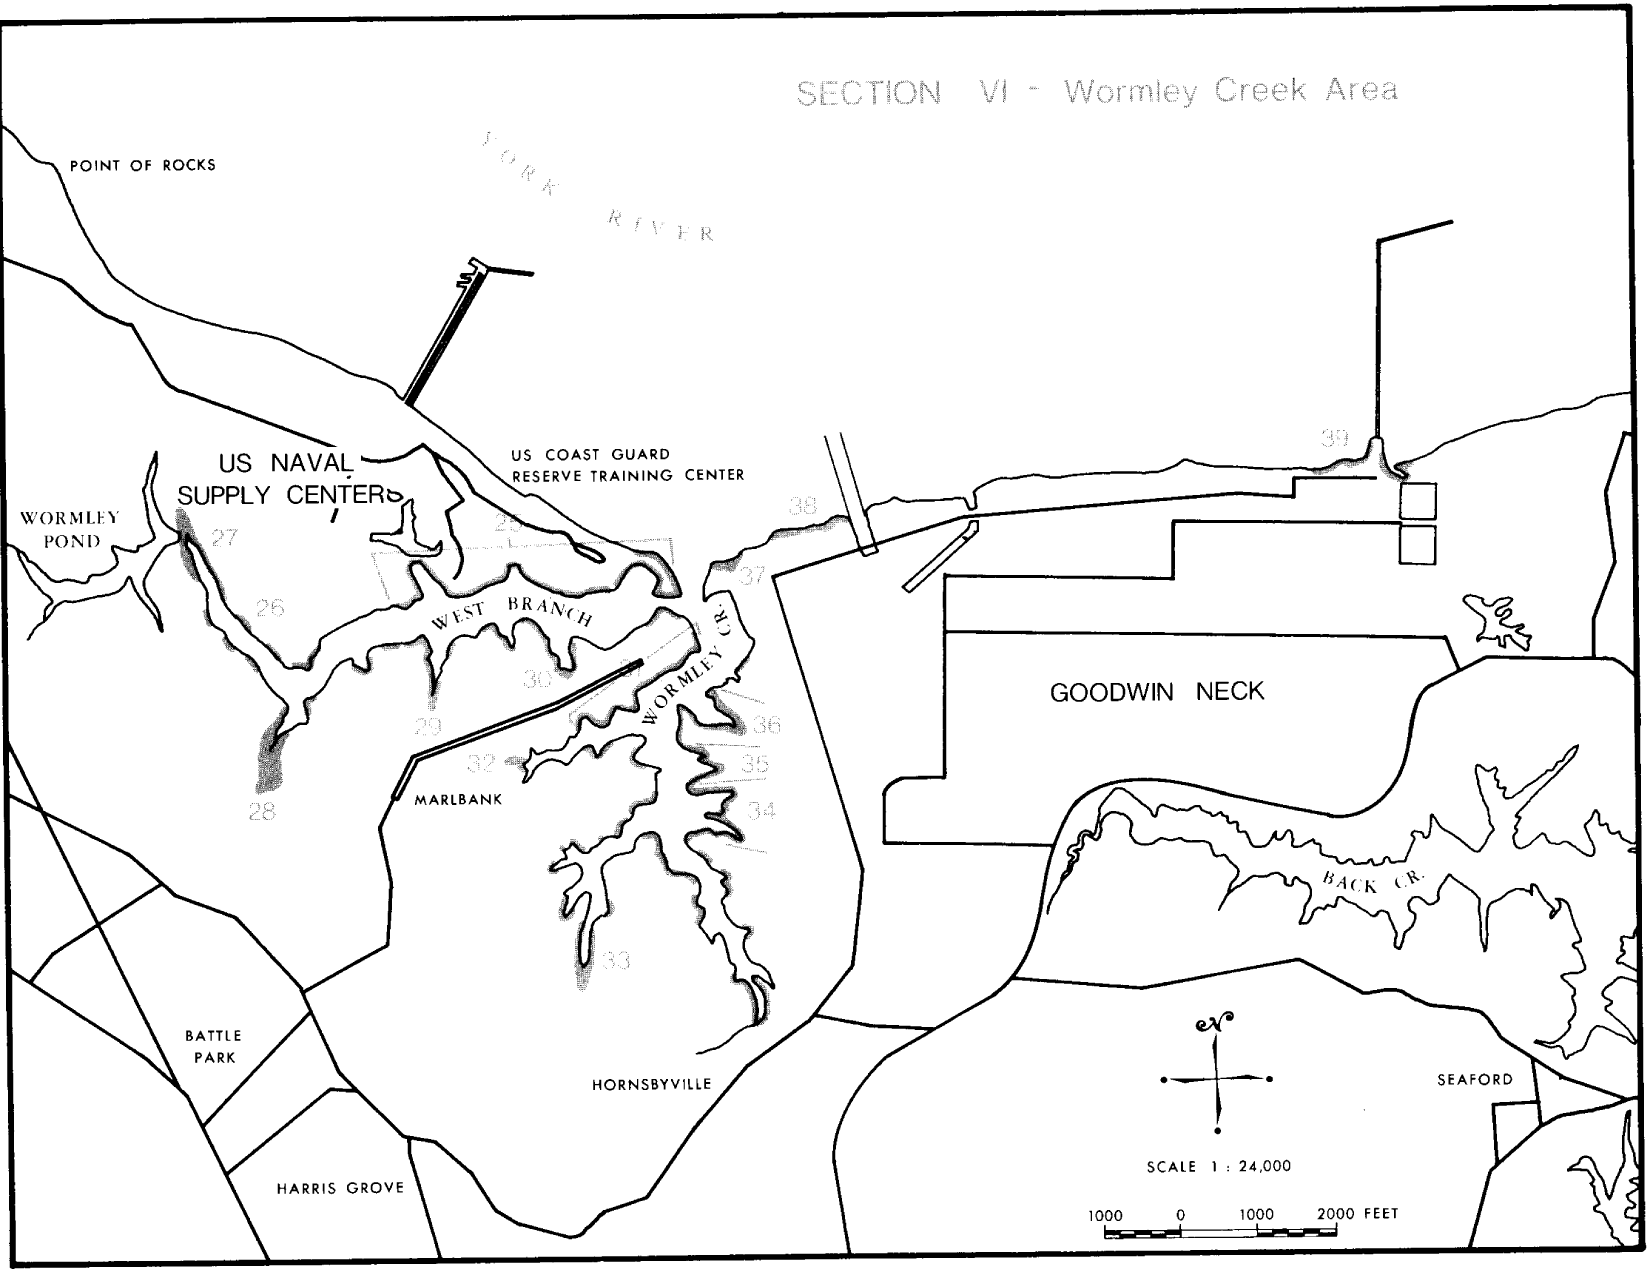 SECTION VI - Wormley Creek Area
POINT OF ROCKS
YORK RIVER
39
US COAST GUARD
RESERVE TRAINING CENTER
US NAVAL
SUPPLY CENTER
38
WORMLEY
POND
25
27
37
26
WEST BRANCH
WORMLEY CR.
30
31
GOODWIN NECK
29
36
32
35
MARLBANK
28
34
BACK CR.
33
N
BATTLE
PARK
HORNSBYVILLE
SEAFORD
SCALE 1 : 24,000
HARRIS GROVE
1000 0 1000 2000 FEET